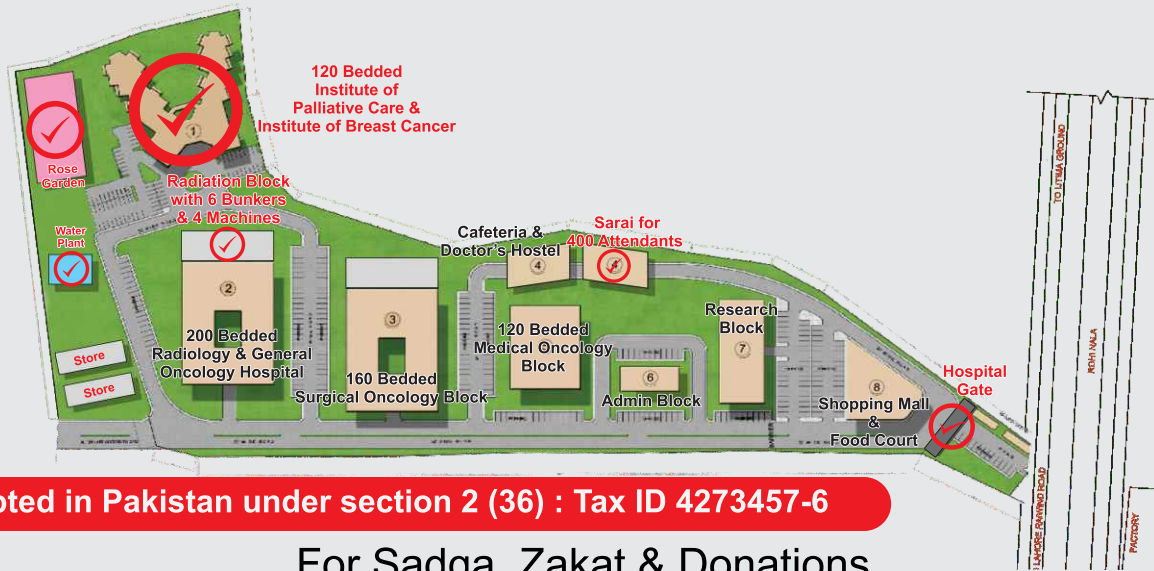 120 Bedded
Institute of
Palliative Care &
Institute of Breast Cancer
1
Rose
Garden
Radiation Block
with 6 Bunkers
& 4 Machines
Water
Plant
Cafeteria &
Doctor's Hostel
4
Sarai for
400 Attendants
2
200 Bedded
Radiology & General
Oncology Hospital
3
160 Bedded
Surgical Oncology Block
120 Bedded
Medical Oncology
Block
6
Admin Block
Research
Block
7
8
Shopping Mall
&
Food Court
Hospital
Gate
Store
Store
TO IJTIMA GROUND
ROHI NALA
LAHORE RAIWIND ROAD
FACTORY
pted in Pakistan under section 2 (36) : Tax ID 4273457-6
For Sadqa, Zakat & Donations